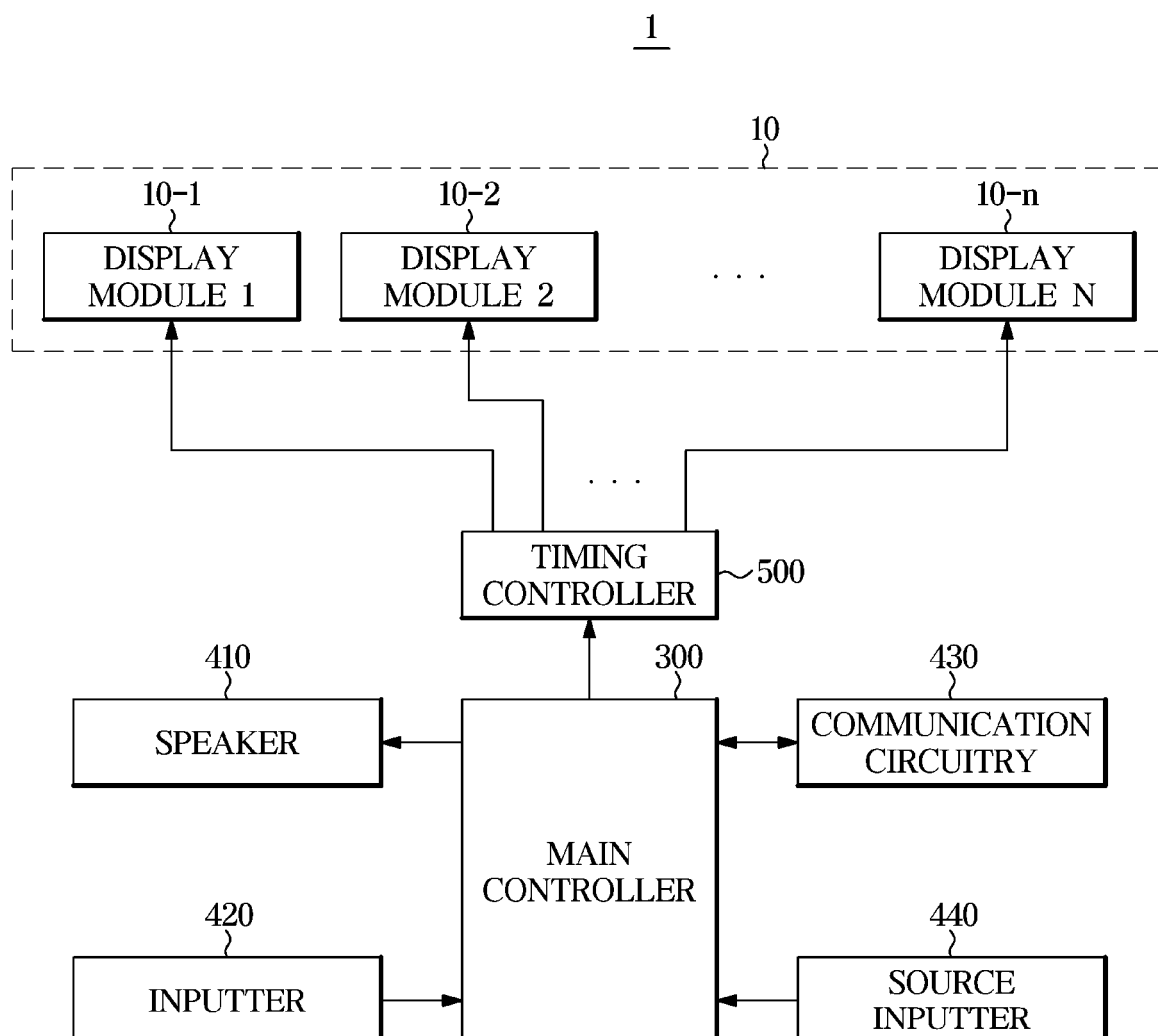 1
10
10-1
10-2
10-n
DISPLAY
MODULE 1
DISPLAY
MODULE 2
. . .
DISPLAY
MODULE N
. . .
TIMING
CONTROLLER
500
410
300
430
SPEAKER
COMMUNICATION
CIRCUITRY
MAIN
CONTROLLER
420
440
INPUTTER
SOURCE
INPUTTER